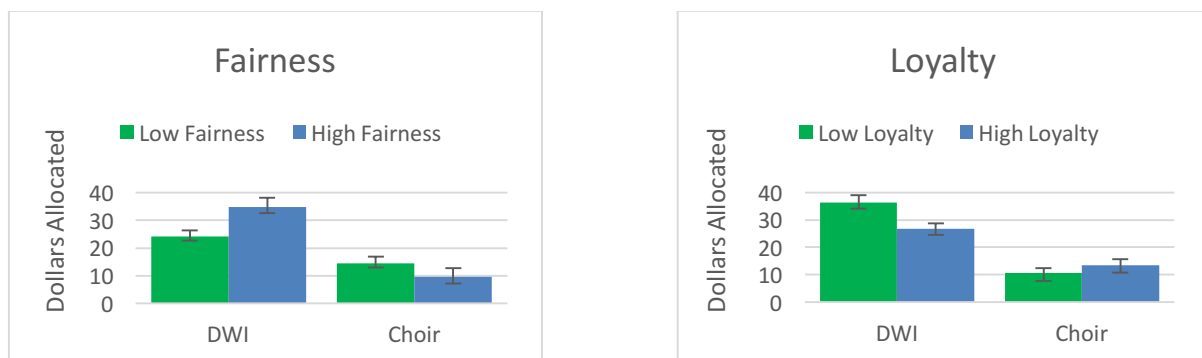 Fairness
Low Fairness High Fairness
Dollars Allocated
40
30
20
10
0
DWI Choir
Loyalty
Low Loyalty High Loyalty
Dollars Allocated
40
30
20
10
0
DWI Choir